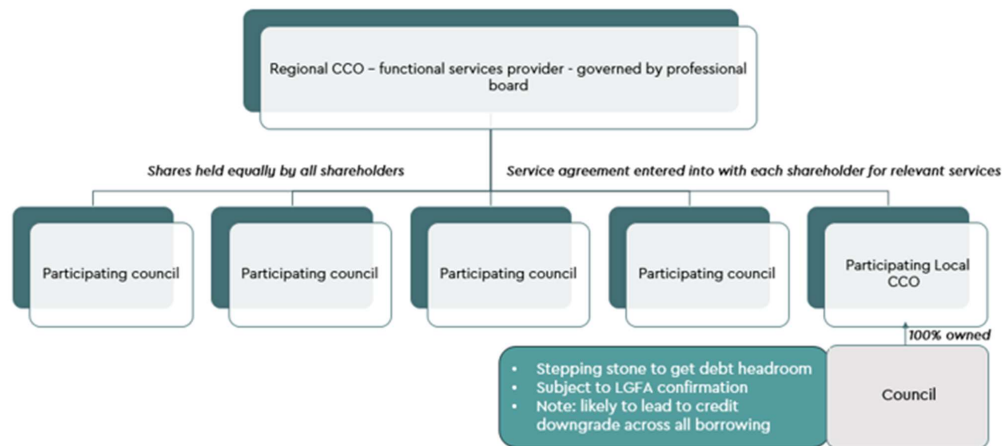 Regional CCO – functional services provider - governed by professional
board
Shares held equally by all shareholders
Service agreement entered into with each shareholder for relevant services
Participating council
Participating council
Participating council
Participating council
Participating Local
CCO
100% owned
• Stepping stone to get debt headroom
• Subject to LGFA confirmation
• Note: likely to lead to credit
downgrade across all borrowing
Council